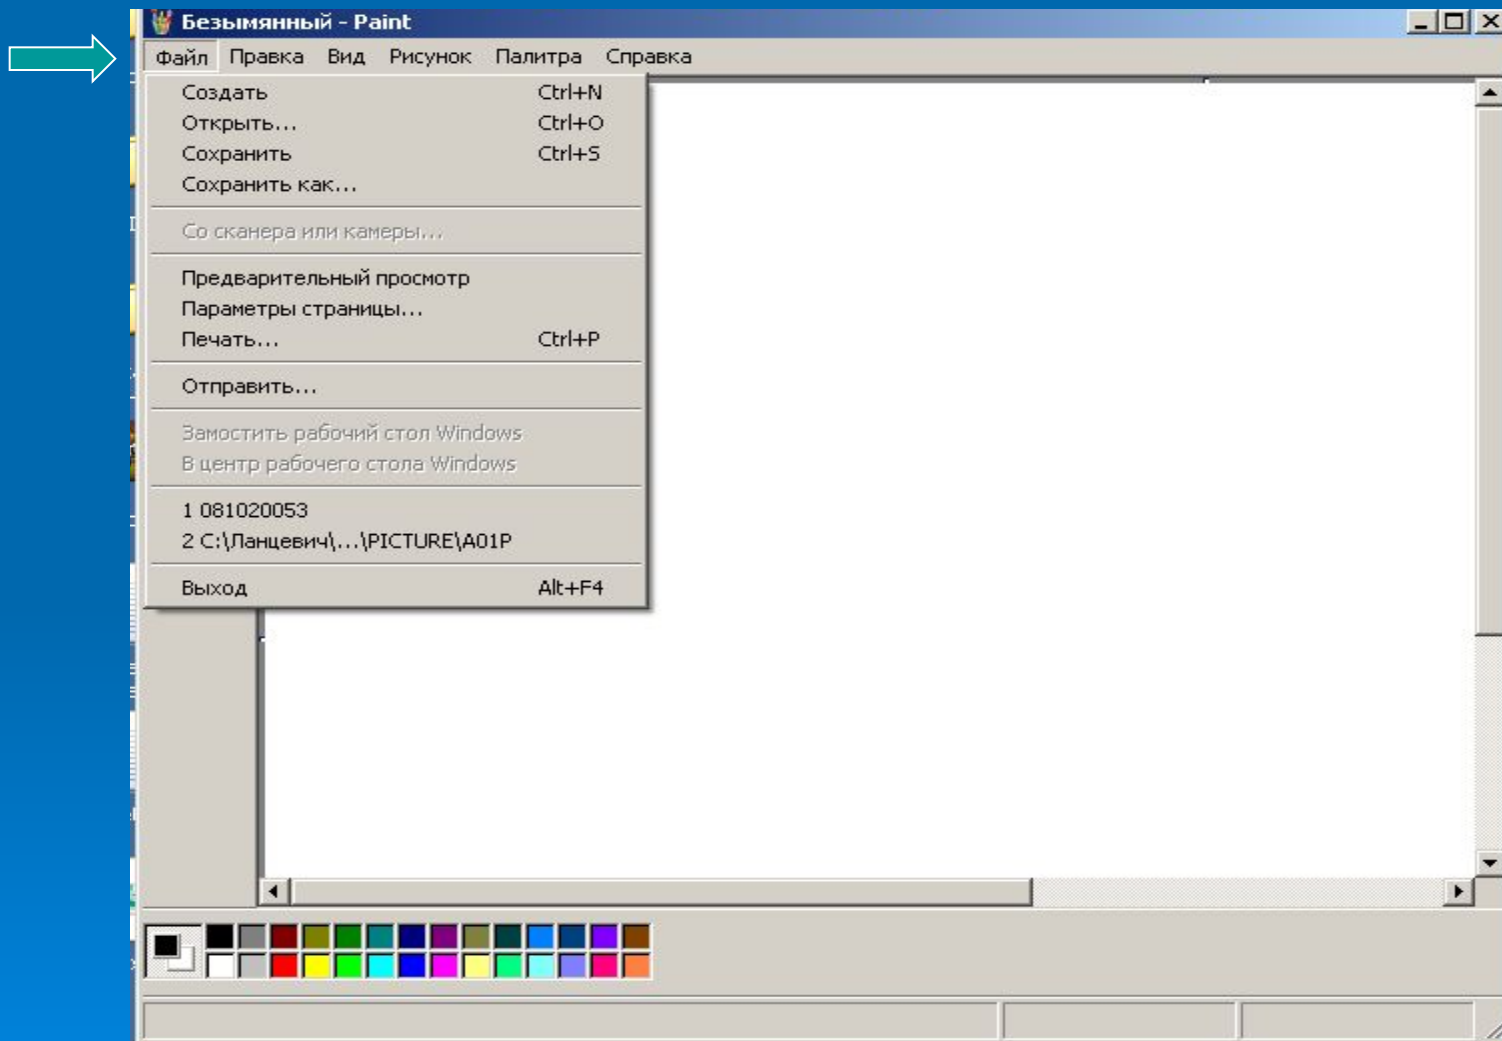 Безымянный - Paint
Файл Правка Вид Рисунок Палитра Справка
Создать Ctrl+N
Открыть... Ctrl+O
Сохранить Ctrl+S
Сохранить как...
Со сканера или камеры...
Предварительный просмотр
Параметры страницы...
Печать... Ctrl+P
Отправить...
Замостить рабочий стол Windows
В центр рабочего стола Windows
1 081020053
2 C:\Ланцевич\...\PICTURE\A01P
Выход Alt+F4